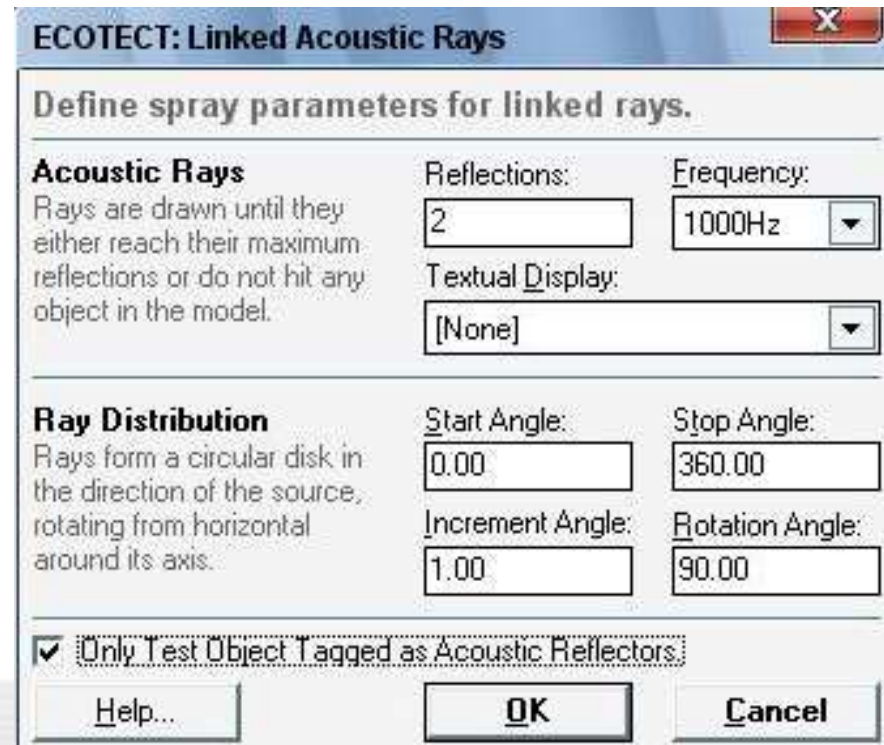 ECOTECT: Linked Acoustic Rays
X
Define spray parameters for linked rays.
Acoustic Rays
Rays are drawn until they
either reach their maximum
reflections or do not hit any
object in the model.
Reflections:
Frequency:
2
1000Hz
Textual Display:
[None]
Ray Distribution
Rays form a circular disk in
the direction of the source,
rotating from horizontal
around its axis.
Start Angle:
Stop Angle:
0.00
360.00
Increment Angle:
Rotation Angle:
1.00
90.00
Only Test Object Tagged as Acoustic Reflectors
Help...
OK
Cancel